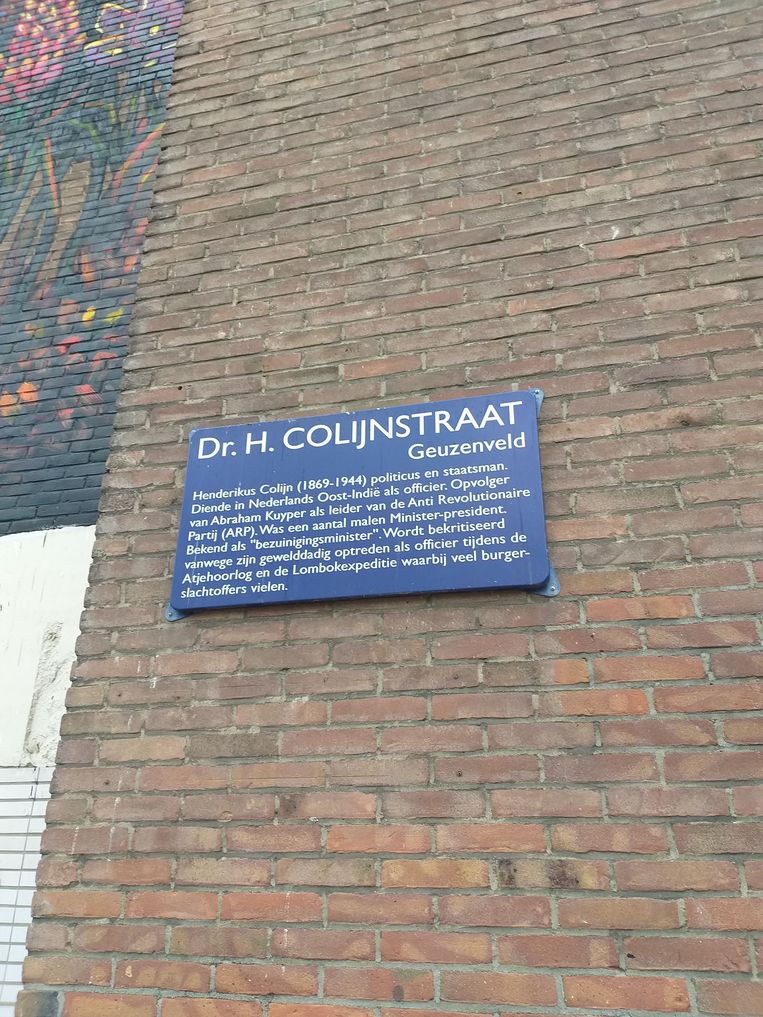 Dr. H. COLIJNSTRAAT
Geuzenveld
Henderikus Colijn (1869-1944) politicus en staatsman.
Diende in Nederlands Oost-Indië als officier. Opvolger
van Abraham Kuyper als leider van de Anti Revolutionaire
Partij (ARP). Was een aantal malen Minister-president.
Bekend als "bezuinigingsminister". Wordt bekritiseerd
vanwege zijn gewelddadig optreden als officier tijdens de
Atjehoorlog en de Lombokexpeditie waarbij veel burger-
slachtoffers vielen.